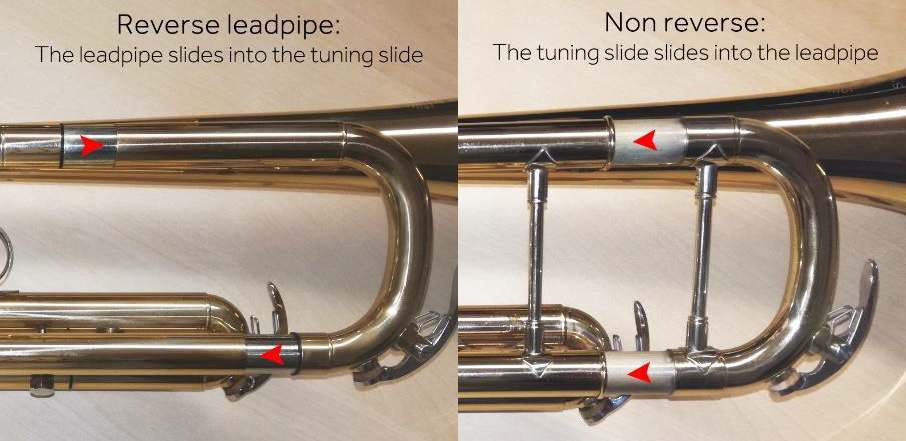 Reverse leadpipe:
The leadpipe slides into the tuning slide
Non reverse:
The tuning slide slides into the leadpipe